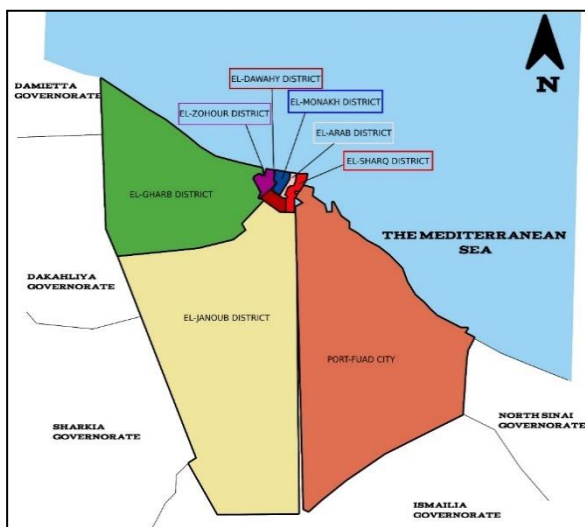 DAMIETTA
GOVERNORATE
EL-DAWAHY DISTRICT
EL-MONAKH DISTRICT
EL-ZOHOUR DISTRICT
EL-ARAB DISTRICT
EL-SHARQ DISTRICT
N
EL-GHARB DISTRICT
THE MEDITERRANEAN
SEA
DAKAHLIYA
GOVERNORATE
EL-JANOUB DISTRICT
PORT-FUAD CITY
SHARKIA
GOVERNORATE
NORTH SINAI
GOVERNORATE
ISMAILIA
GOVERNORATE